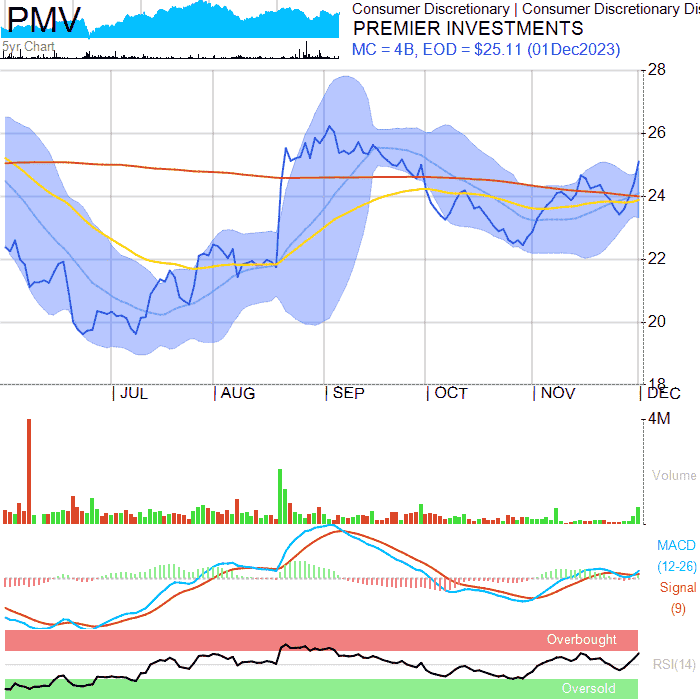 PMV
5yr Chart
Consumer Discretionary | Consumer Discretionary Dis
PREMIER INVESTMENTS
MC = 4B, EOD = $25.11 (01Dec2023)
28
26
24
22
20
18
JUL AUG SEP OCT NOV DEC
4M
Volume
MACD
(12-26)
Signal
(9)
Overbought
RSI(14)
Oversold